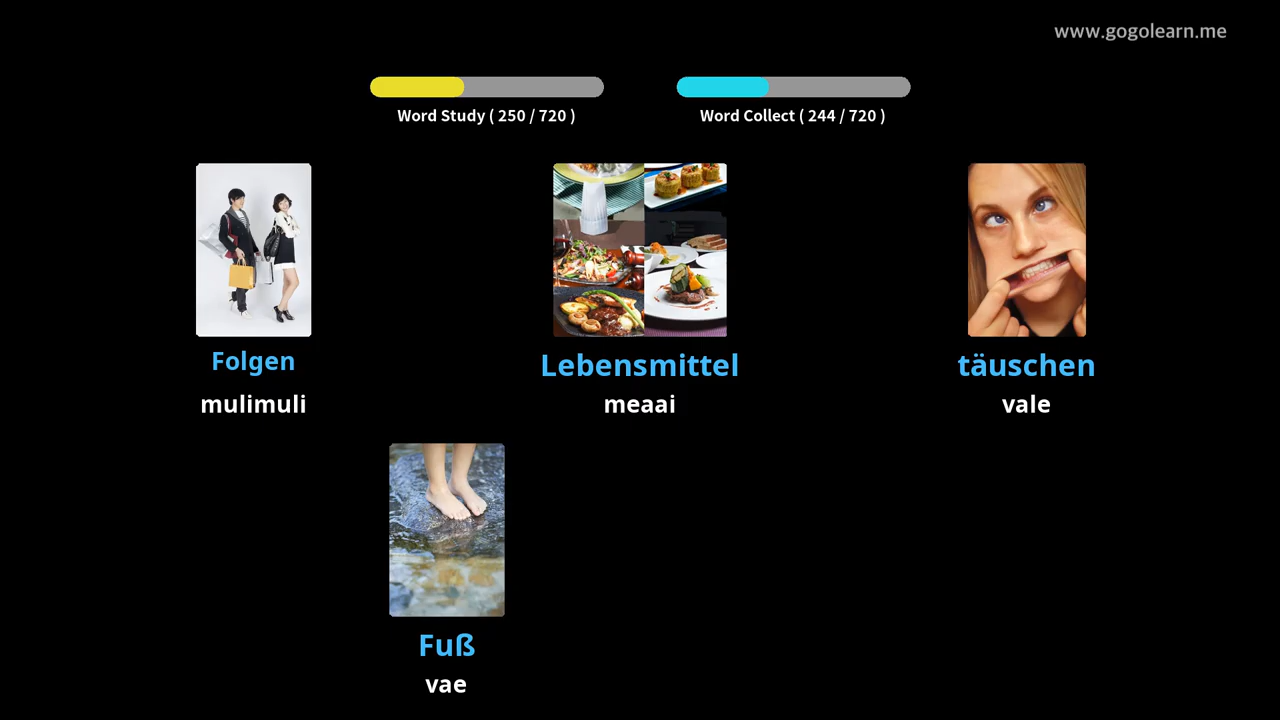 www.gogolearn.me
Word Study ( 250 / 720 )
Word Collect ( 244 / 720 )
Folgen
mulimuli
Lebensmittel
meaai
täuschen
vale
Fuß
vae